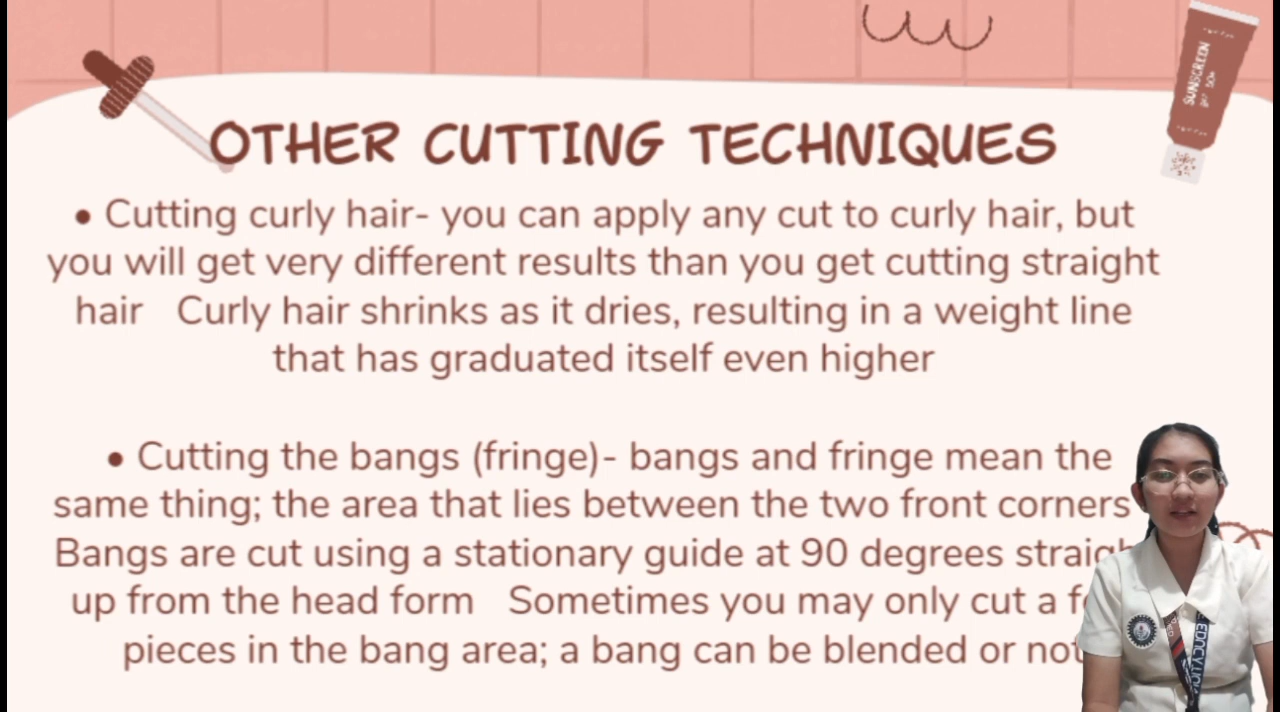 SUNSCREEN
OTHER CUTTING TECHNIQUES
• Cutting curly hair- you can apply any cut to curly hair, but
you will get very different results than you get cutting straight
hair Curly hair shrinks as it dries, resulting in a weight line
that has graduated itself even higher
• Cutting the bangs (fringe)- bangs and fringe mean the
same thing; the area that lies between the two front corners
Bangs are cut using a stationary guide at 90 degrees
up from the head form Sometimes you may only cut a
pieces in the bang area; a bang can be blended or not